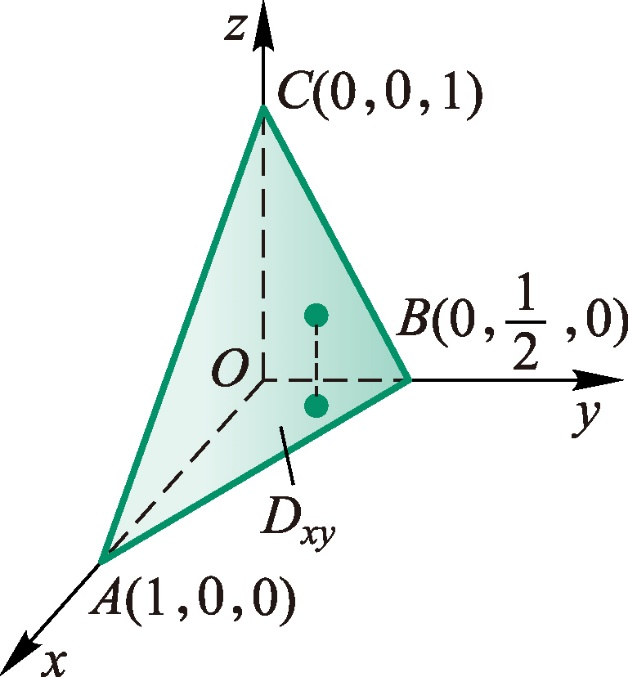 z
C(0,0,1)
B(0,1/2,0)
O
y
D_xy
A(1,0,0)
x